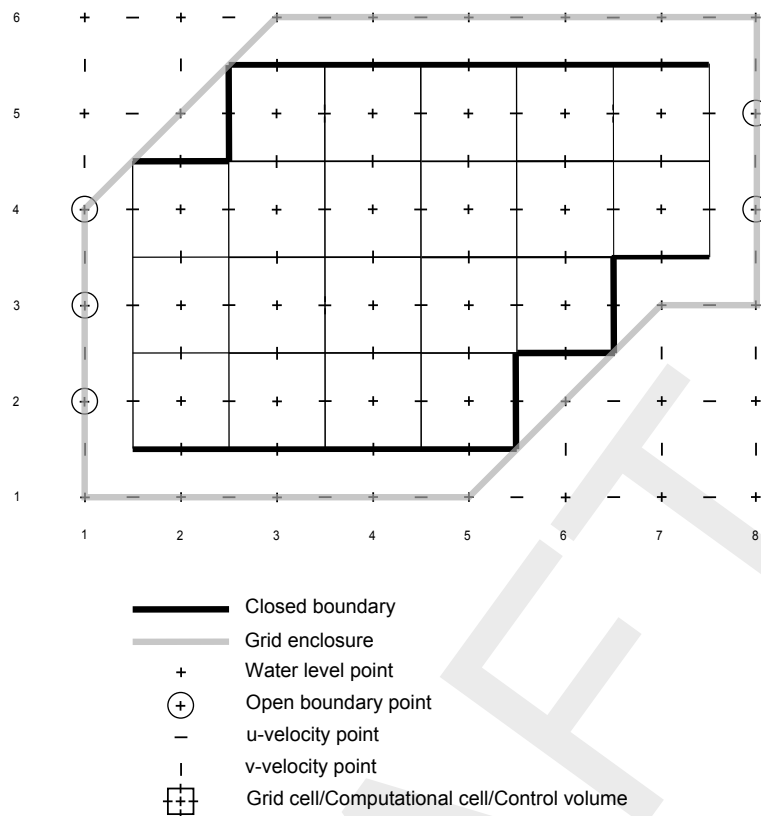 6
5
4
3
2
1
1 2 3 4 5 6 7 8
Closed boundary
Grid enclosure
Water level point
Open boundary point
u-velocity point
v-velocity point
Grid cell/Computational cell/Control volume